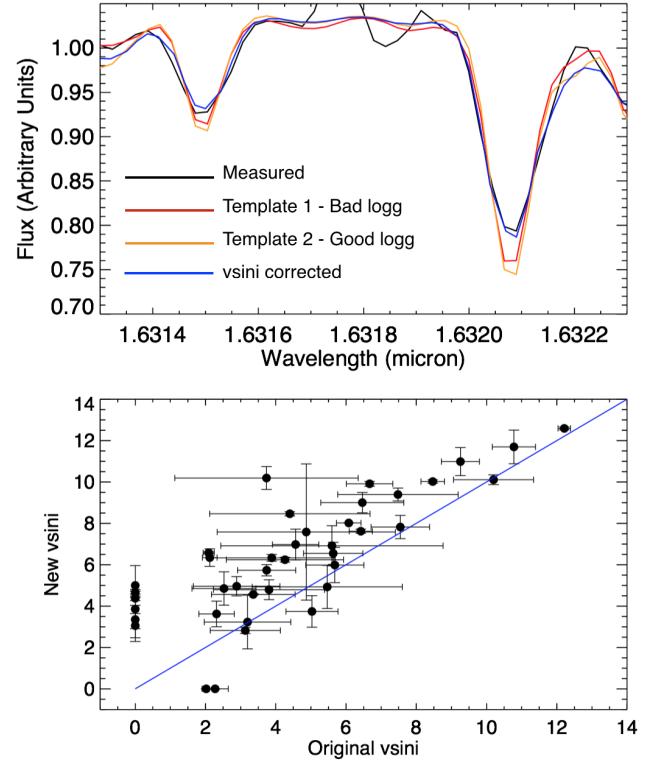 Flux (Arbitrary Units)
1.00
0.95
0.90
0.85
0.80
0.75
0.70
Measured
Template 1 - Bad logg
Template 2 - Good logg
vsini corrected
1.6314 1.6316 1.6318 1.6320 1.6322
Wavelength (micron)
New vsini
14
12
10
8
6
4
2
0
0 2 4 6 8 10 12 14
Original vsini